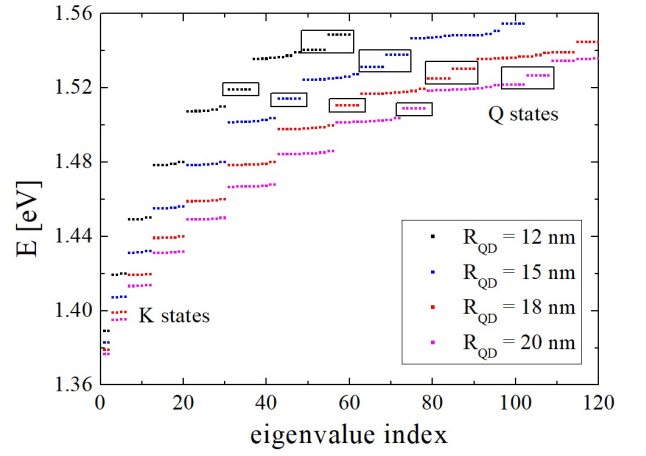 1.56
1.52
1.48
1.44
1.40
1.36
E [eV]
Q states
K states
R_QD = 12 nm
R_QD = 15 nm
R_QD = 18 nm
R_QD = 20 nm
0 20 40 60 80 100 120
eigenvalue index